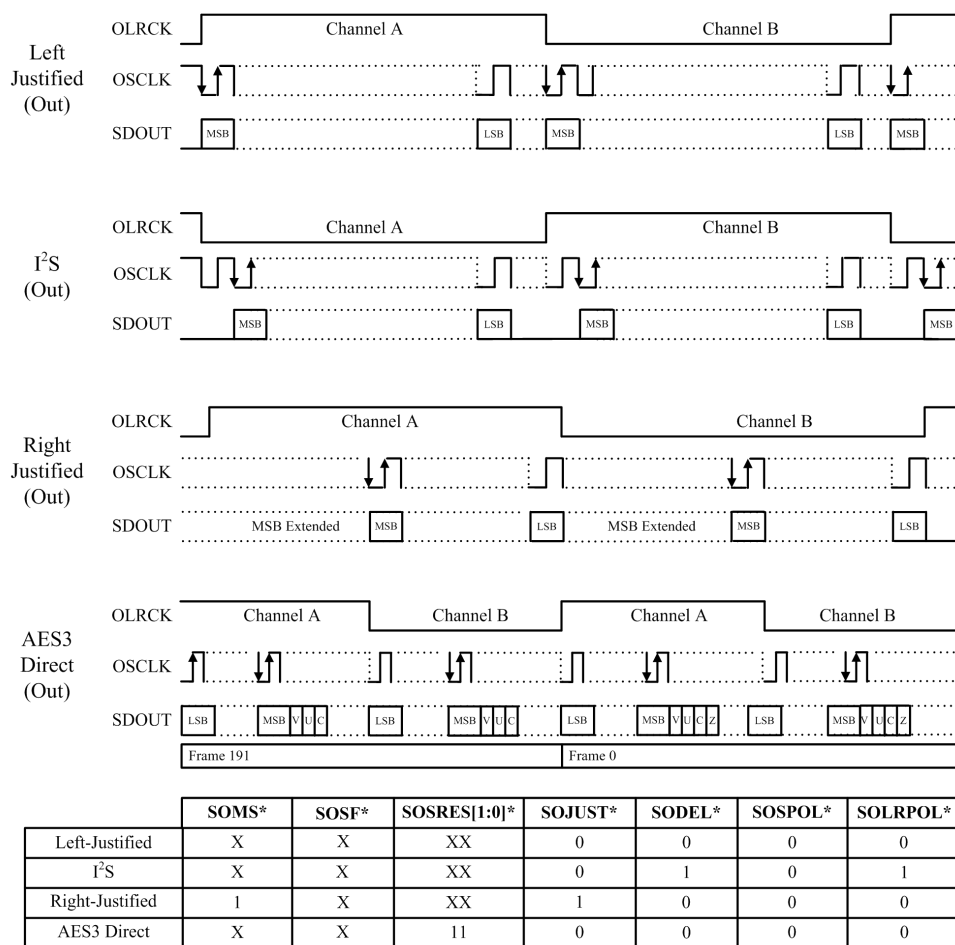 OLRCK Channel A Channel B
Left
Justified
(Out)
OSCLK
SDOUT MSB LSB MSB LSB MSB
OLRCK Channel A Channel B
I²S
(Out)
OSCLK
SDOUT MSB LSB MSB LSB MSB
OLRCK Channel A Channel B
Right
Justified
(Out)
OSCLK
SDOUT MSB Extended MSB LSB MSB Extended MSB LSB
OLRCK Channel A Channel B Channel A Channel B
AES3
Direct
(Out)
OSCLK
SDOUT LSB MSB V U C LSB MSB V U C LSB MSB V U C Z LSB MSB V U C Z
Frame 191 Frame 0
SOMS* SOSF* SOSRES[1:0]* SOJUST* SODEL* SOSPOL* SOLRPOL*
Left-Justified X X XX 0 0 0 0
I²S X X XX 0 1 0 1
Right-Justified 1 X XX 1 0 0 0
AES3 Direct X X 11 0 0 0 0